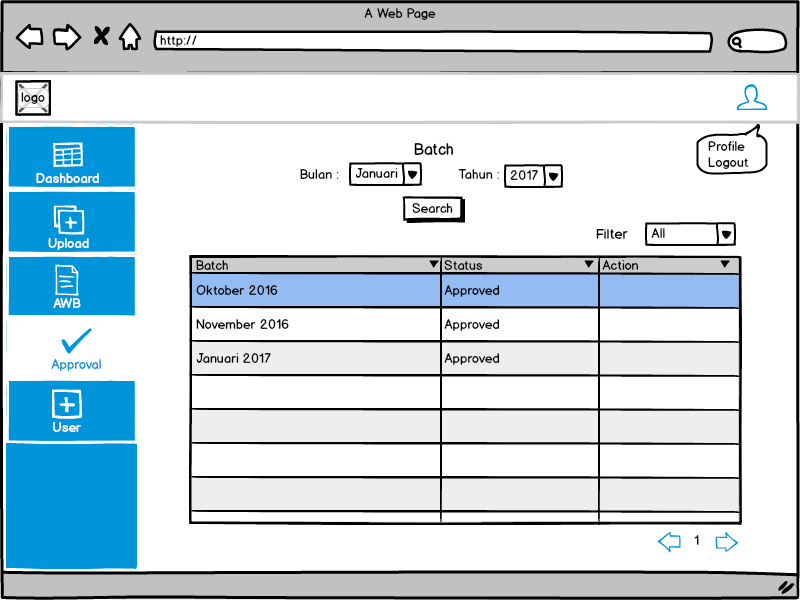 A Web Page
http://
logo
Profile
Logout
Dashboard
Upload
AWB
Approval
User
Batch
Bulan : Januari Tahun : 2017
Search
Filter All
Batch Status Action
Oktober 2016 Approved
November 2016 Approved
Januari 2017 Approved
1